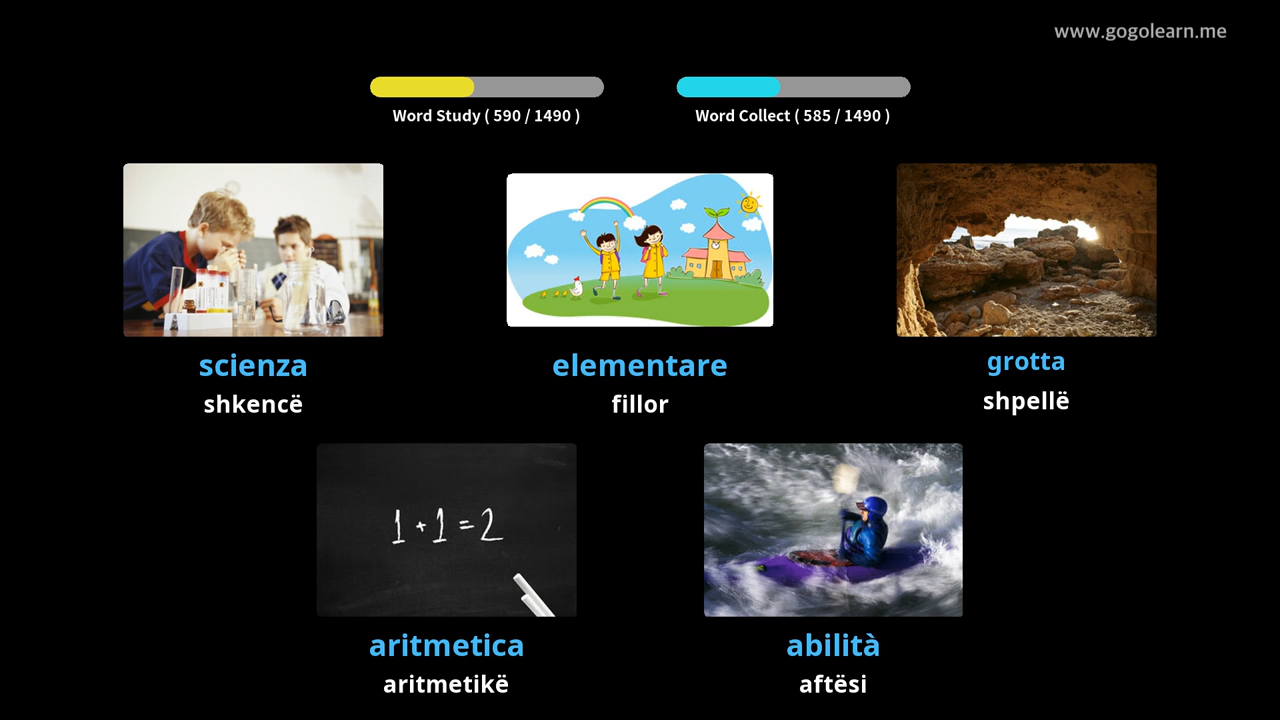 www.gogolearn.me
Word Study ( 590 / 1490 )
Word Collect ( 585 / 1490 )
scienza
shkencë
elementare
fillor
grotta
shpellë
1 + 1 = 2
aritmetica
aritmetikë
abilità
aftësi